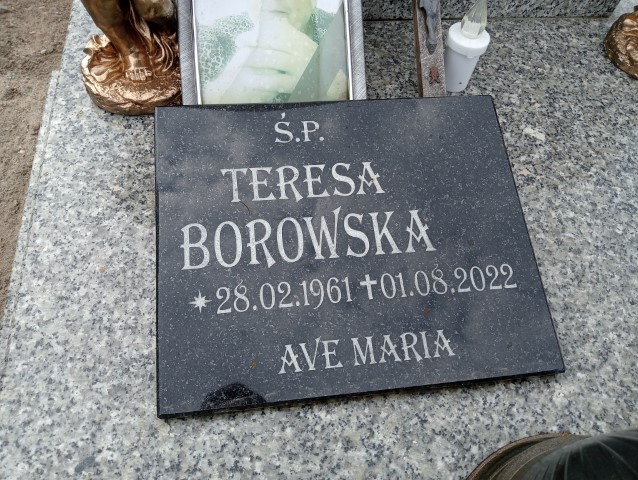 Ś.P.
TERESA
BOROWSKA
* 28.02.1961 ✝ 01.08.2022
AVE MARIA